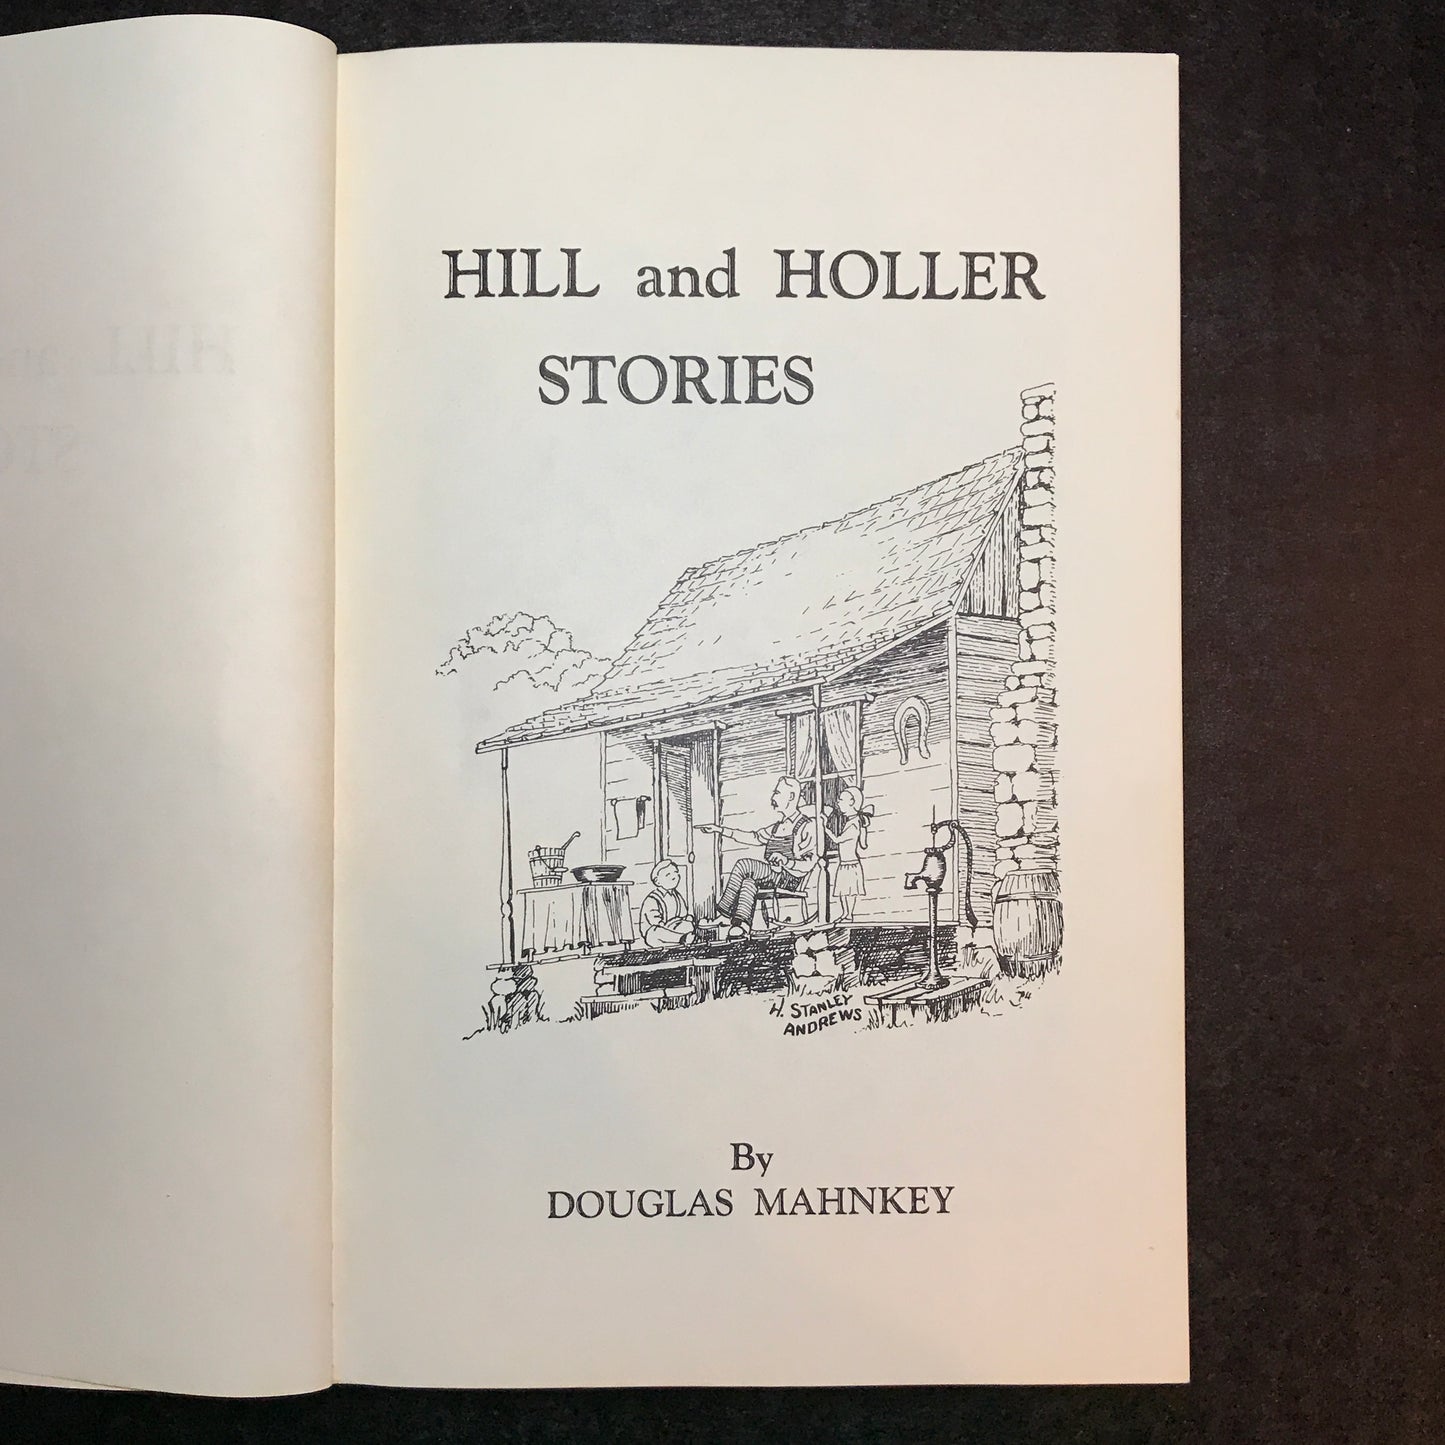 HILL and HOLLER
STORIES
H. STANLEY
ANDREWS
By
DOUGLAS MAHNKEY